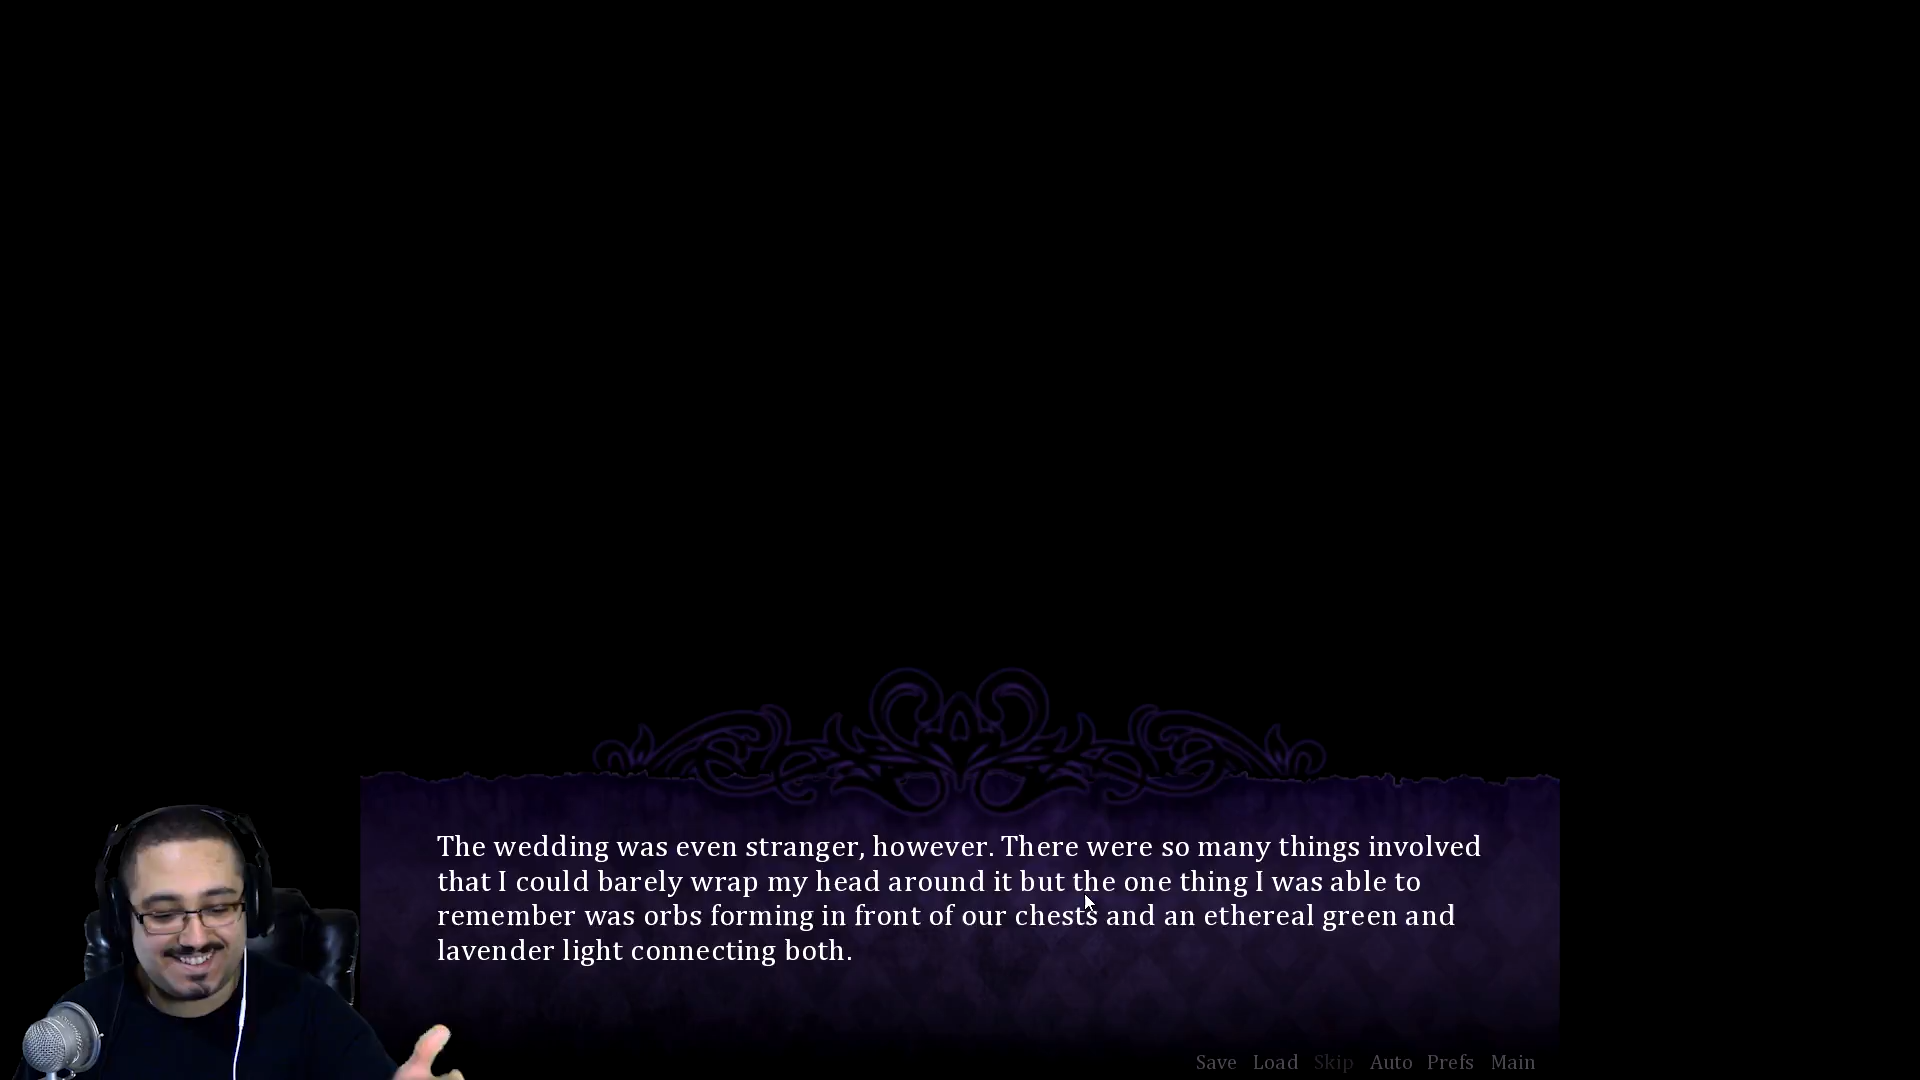 The wedding was even stranger, however. There were so many things involved
that I could barely wrap my head around it but the one thing I was able to
remember was orbs forming in front of our chests and an ethereal green and
lavender light connecting both.
Save Load Skip Auto Prefs Main